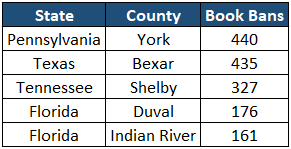 State County Book Bans
Pennsylvania York 440
Texas Bexar 435
Tennessee Shelby 327
Florida Duval 176
Florida Indian River 161